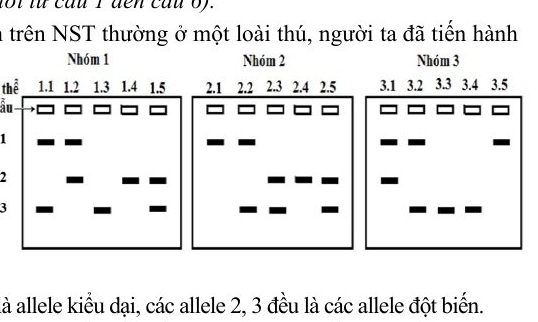 trên NST thường ở một loài thú, người ta đã tiến hành
Nhóm 1 Nhóm 2 Nhóm 3
thể 1.1 1.2 1.3 1.4 1.5 2.1 2.2 2.3 2.4 2.5 3.1 3.2 3.3 3.4 3.5
1
2
3
allele kiểu dại, các allele 2, 3 đều là các allele đột biến.